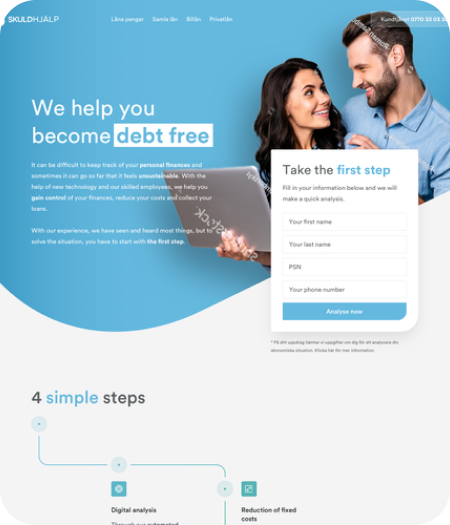 SKULDHJÄLP
Låna pengar Samla lån Billån Privatlån
Kundtjänst 0770 33 03
We help you
become debt free
It can be difficult to keep track of your personal finances and
sometimes it can go so far that it feels unsustainable. With the
help of new technology and our skilled employees, we help you
gain control of your finances, reduce your costs and collect your
loans.
With our experience, we have seen and heard most things, but to
solve the situation, you have to start with the first step.
Take the first step
Fill in your information below and we will
make a quick analysis.
Your first name
Your last name
PSN
Your phone number
Analyse now
* På ditt uppdrag hämtar vi uppgifter om dig för att analysera din
ekonomiska situation. Klicka här för mer information.
4 simple steps
Digital analysis
Reduction of fixed
costs
Through our automated